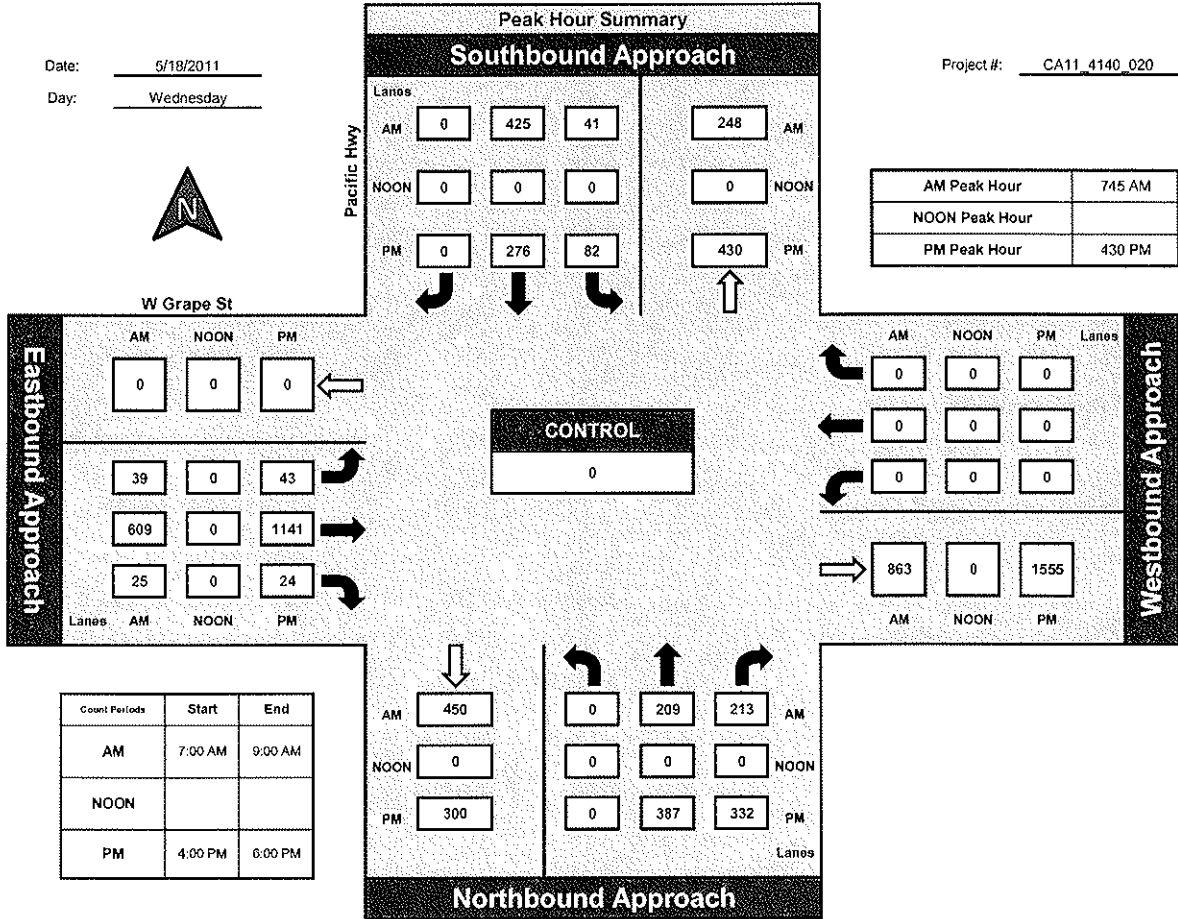 Peak Hour Summary
Southbound Approach
Date: 5/18/2011
Day: Wednesday
Project #: CA11_4140_020
N
Pacific Hwy
Lanes
AM 0 425 41 248 AM
NOON 0 0 0 0 NOON
PM 0 276 82 430 PM
AM Peak Hour 745 AM
NOON Peak Hour
PM Peak Hour 430 PM
W Grape St
Eastbound Approach
AM NOON PM
0 0 0
39 0 43
609 0 1141
25 0 24
Lanes AM NOON PM
CONTROL
0
AM NOON PM Lanes
0 0 0
0 0 0
0 0 0
863 0 1555
AM NOON PM
Westbound Approach
Count Periods Start End
AM 7:00 AM 9:00 AM
NOON
PM 4:00 PM 6:00 PM
AM 450 0 209 213 AM
NOON 0 0 0 0 NOON
PM 300 0 387 332 PM
Lanes
Northbound Approach